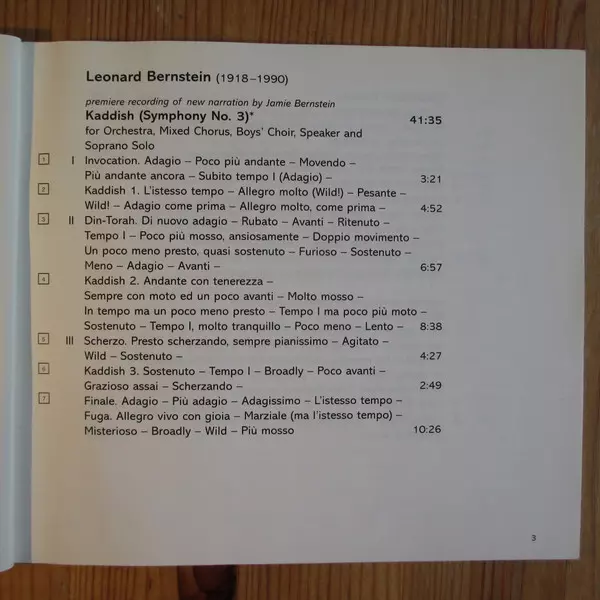 Leonard Bernstein (1918–1990)
premiere recording of new narration by Jamie Bernstein
Kaddish (Symphony No. 3)* 41:35
for Orchestra, Mixed Chorus, Boys' Choir, Speaker and
Soprano Solo
1 I Invocation. Adagio – Poco più andante – Movendo –
Più andante ancora – Subito tempo I (Adagio) – 3:21
2 Kaddish 1. L'istesso tempo – Allegro molto (Wild!) – Pesante –
Wild! – Adagio come prima – Allegro molto, come prima – 4:52
3 II Din-Torah. Di nuovo adagio – Rubato – Avanti – Ritenuto –
Tempo I – Poco più mosso, ansiosamente – Doppio movimento –
Un poco meno presto, quasi sostenuto – Furioso – Sostenuto –
Meno – Adagio – Avanti – 6:57
4 Kaddish 2. Andante con tenerezza –
Sempre con moto ed un poco avanti – Molto mosso –
In tempo ma un poco meno presto – Tempo I ma poco più moto –
Sostenuto – Tempo I, molto tranquillo – Poco meno – Lento – 8:38
5 III Scherzo. Presto scherzando, sempre pianissimo – Agitato –
Wild – Sostenuto – 4:27
6 Kaddish 3. Sostenuto – Tempo I – Broadly – Poco avanti –
Grazioso assai – Scherzando – 2:49
7 Finale. Adagio – Più adagio – Adagissimo – L'istesso tempo –
Fuga. Allegro vivo con gioia – Marziale (ma l'istesso tempo) –
Misterioso – Broadly – Wild – Più mosso 10:26
3